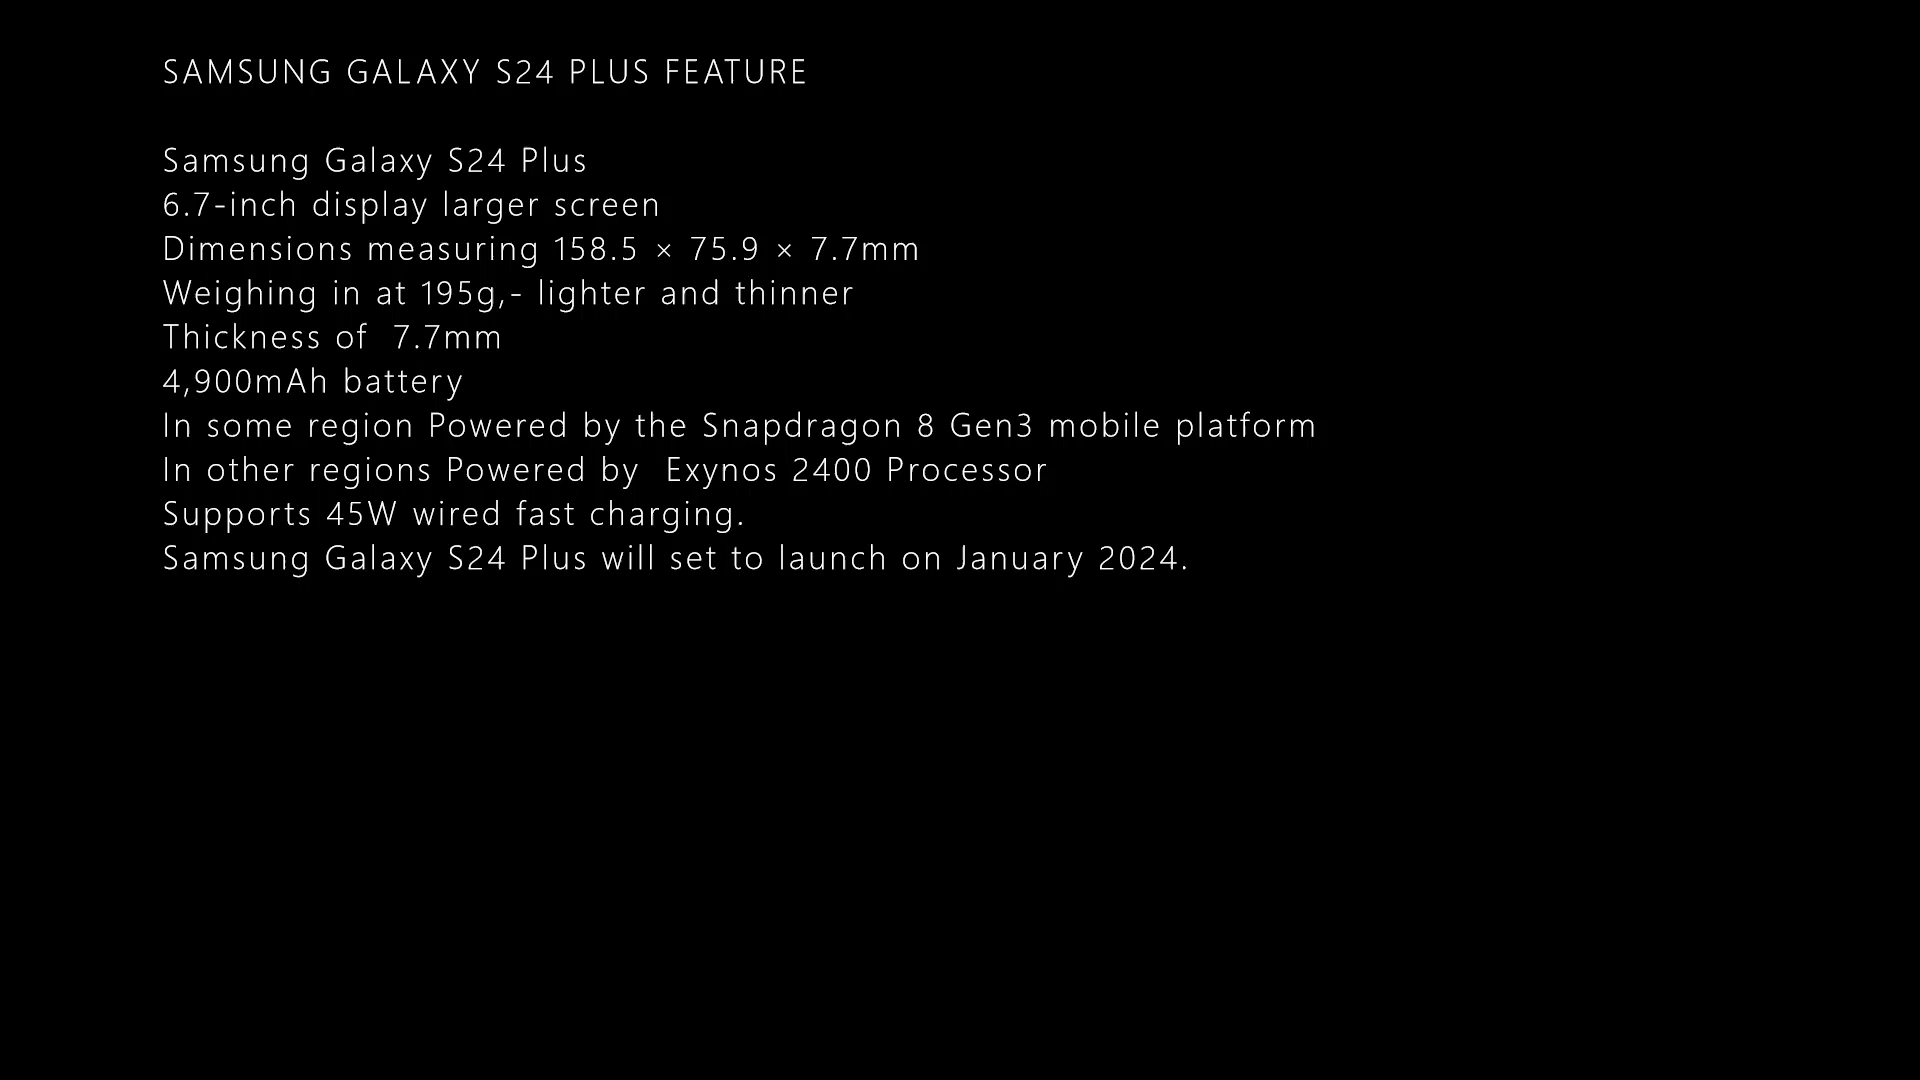 SAMSUNG GALAXY S24 PLUS FEATURE
Samsung Galaxy S24 Plus
6.7-inch display larger screen
Dimensions measuring 158.5 × 75.9 × 7.7mm
Weighing in at 195g,- lighter and thinner
Thickness of  7.7mm
4,900mAh battery
In some region Powered by the Snapdragon 8 Gen3 mobile platform
In other regions Powered by  Exynos 2400 Processor
Supports 45W wired fast charging.
Samsung Galaxy S24 Plus will set to launch on January 2024.